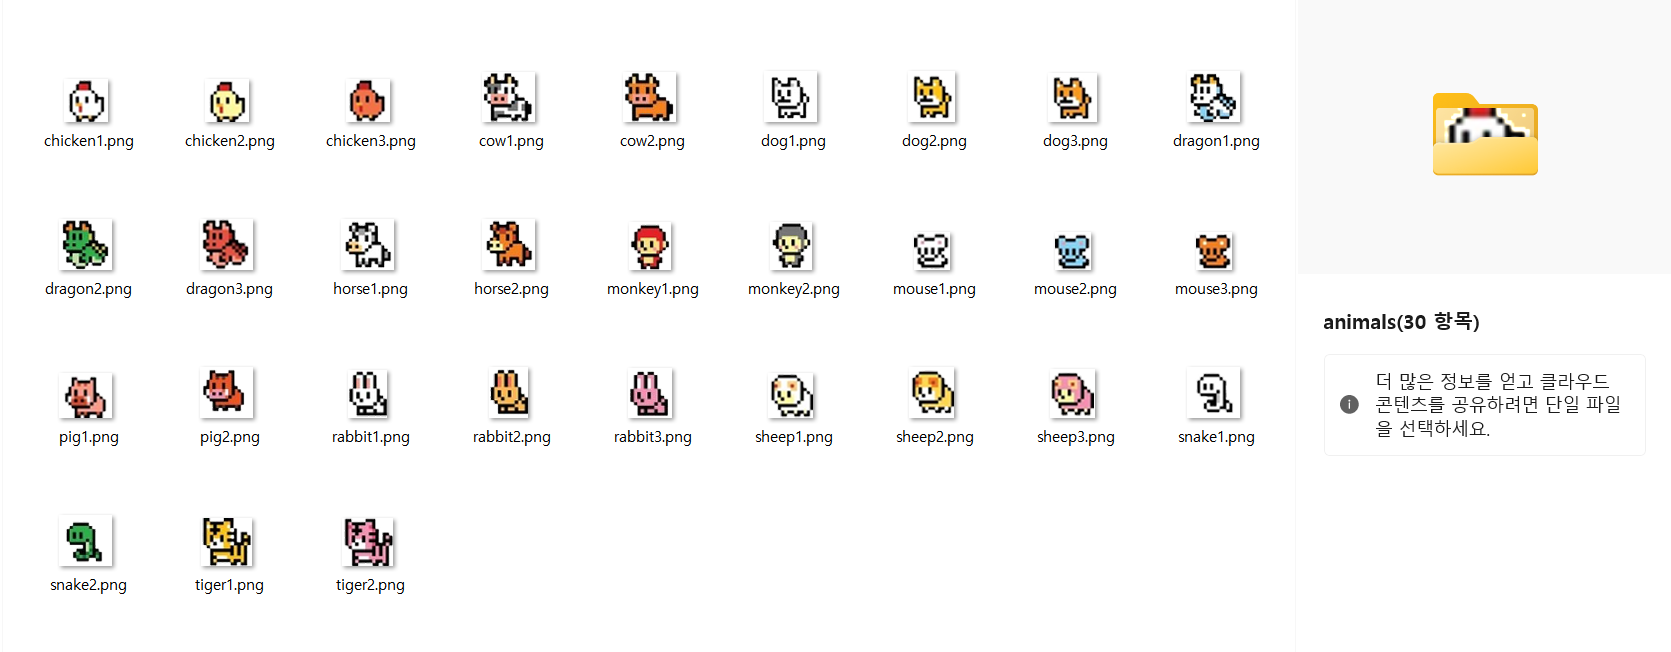 chicken1.png
chicken2.png
chicken3.png
cow1.png
cow2.png
dog1.png
dog2.png
dog3.png
dragon1.png
dragon2.png
dragon3.png
horse1.png
horse2.png
monkey1.png
monkey2.png
mouse1.png
mouse2.png
mouse3.png
pig1.png
pig2.png
rabbit1.png
rabbit2.png
rabbit3.png
sheep1.png
sheep2.png
sheep3.png
snake1.png
snake2.png
tiger1.png
tiger2.png
animals(30 항목)
더 많은 정보를 얻고 클라우드
콘텐츠를 공유하려면 단일 파일
을 선택하세요.